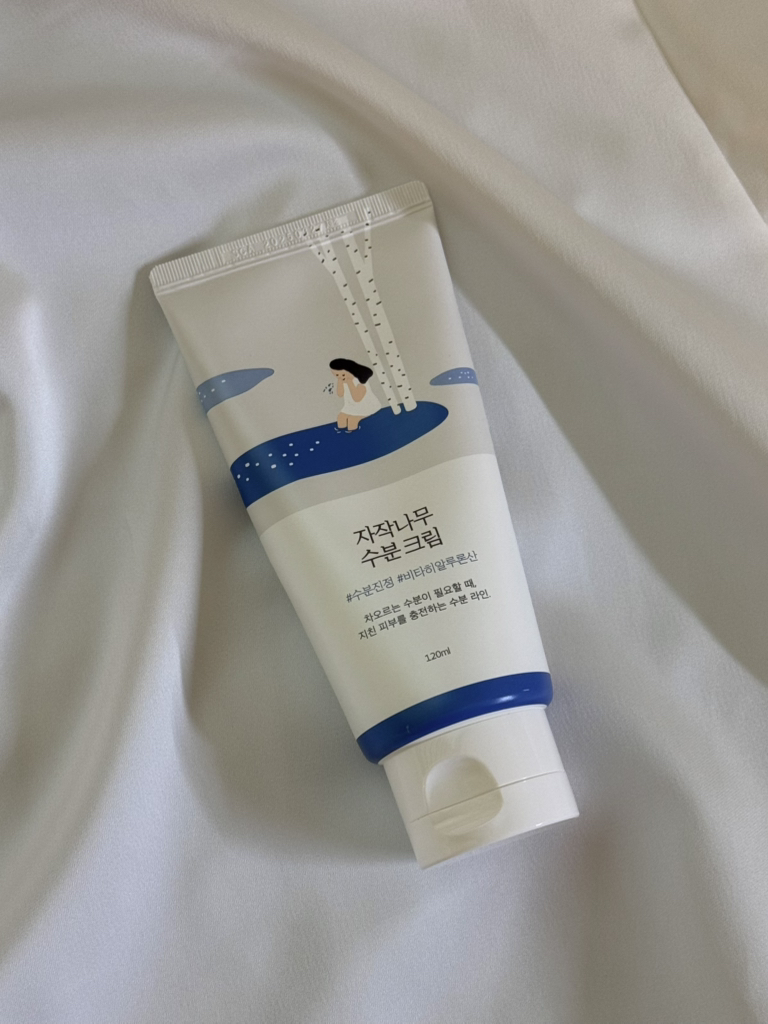 자작나무
수분 크림
#수분진정 #비타히알루론산
차오르는 수분이 필요할 때,
지친 피부를 충전하는 수분 라인.
120ml